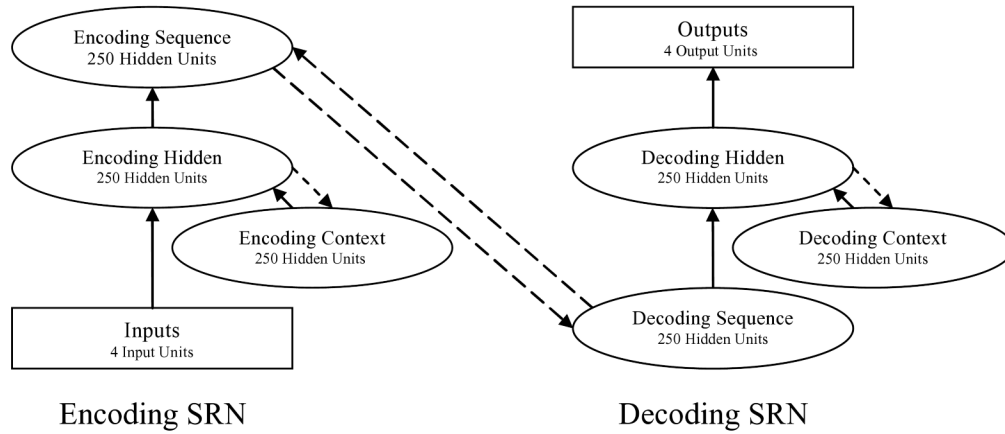 Encoding Sequence
250 Hidden Units
Encoding Hidden
250 Hidden Units
Encoding Context
250 Hidden Units
Inputs
4 Input Units
Encoding SRN
Outputs
4 Output Units
Decoding Hidden
250 Hidden Units
Decoding Context
250 Hidden Units
Decoding Sequence
250 Hidden Units
Decoding SRN